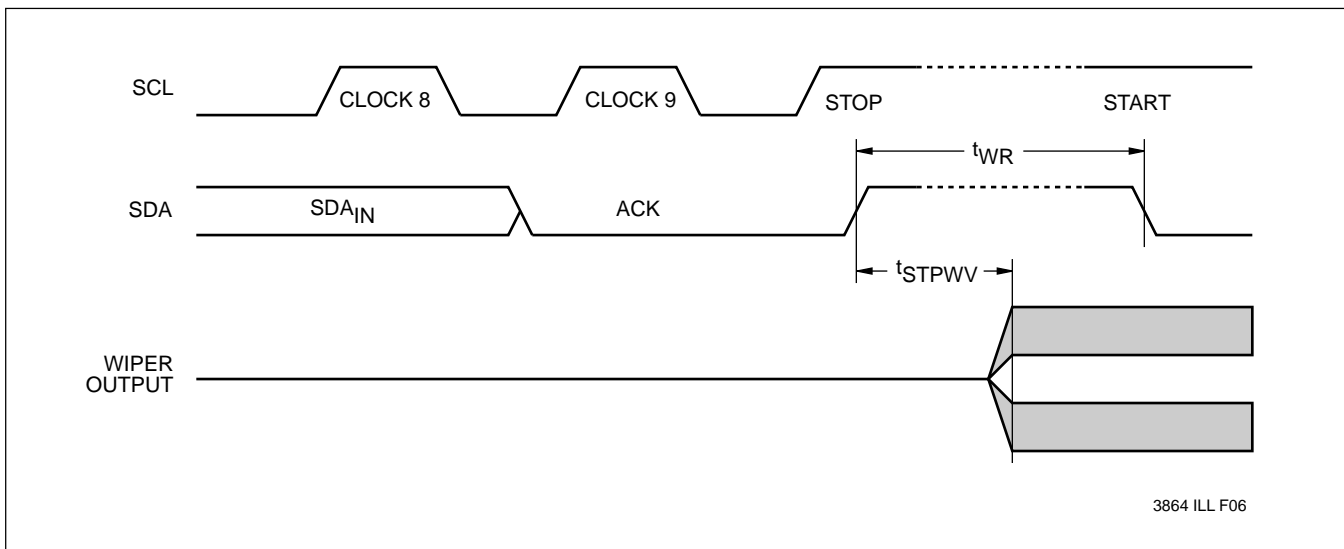 SCL
CLOCK 8
CLOCK 9
STOP
START
tWR
SDA
SDAIN
ACK
tSTPWV
WIPER
OUTPUT
3864 ILL F06